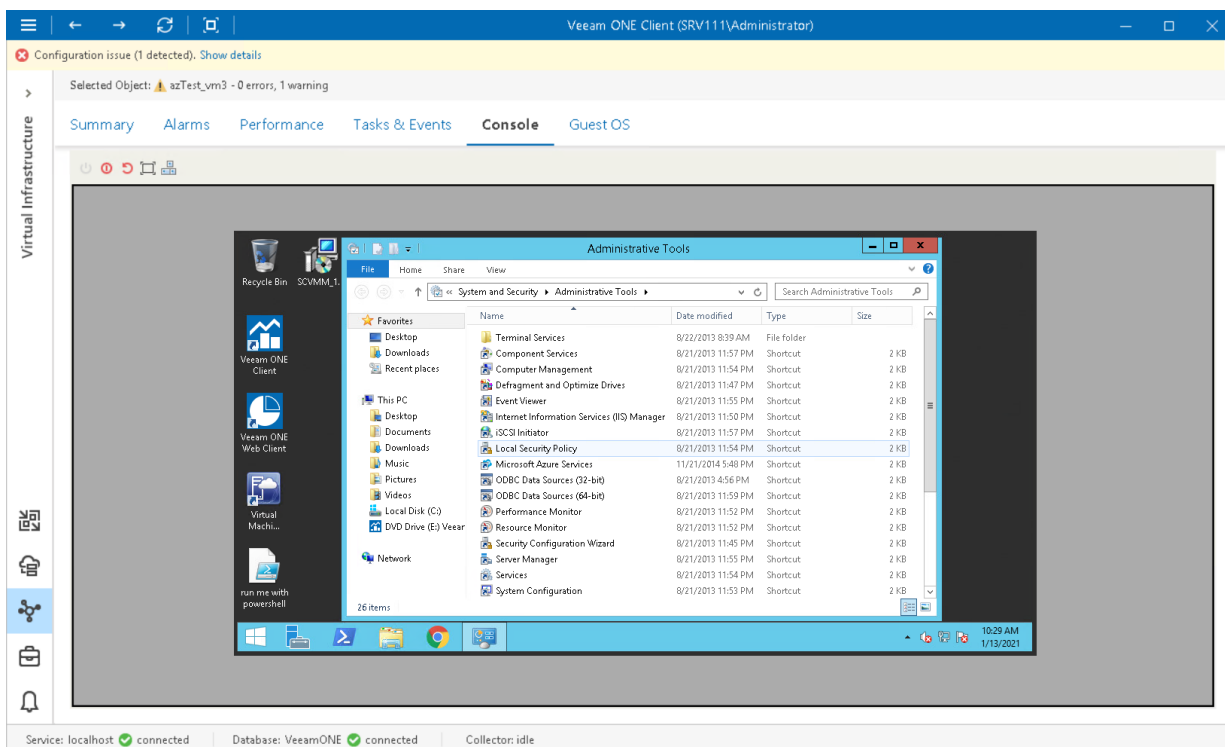 Veeam ONE Client (SRV111\Administrator)
Configuration issue (1 detected). Show details
Selected Object: azTest_vm3 - 0 errors, 1 warning
Virtual Infrastructure
Summary Alarms Performance Tasks & Events Console Guest OS
Recycle Bin
SCVMM_1.
Veeam ONE
Client
Veeam ONE
Web Client
Virtual
Machi...
run me with
powershell
Administrative Tools
File Home Share View
« System and Security Administrative Tools Search Administrative Tools
Favorites
Desktop
Downloads
Recent places
This PC
Desktop
Documents
Downloads
Music
Pictures
Videos
Local Disk (C:)
DVD Drive (E:) Veear
Network
Name Date modified Type Size
Terminal Services 8/22/2013 8:39 AM File folder
Component Services 8/21/2013 11:57 PM Shortcut 2 KB
Computer Management 8/21/2013 11:54 PM Shortcut 2 KB
Defragment and Optimize Drives 8/21/2013 11:47 PM Shortcut 2 KB
Event Viewer 8/21/2013 11:55 PM Shortcut 2 KB
Internet Information Services (IIS) Manager 8/21/2013 11:50 PM Shortcut 2 KB
iSCSI Initiator 8/21/2013 11:57 PM Shortcut 2 KB
Local Security Policy 8/21/2013 11:54 PM Shortcut 2 KB
Microsoft Azure Services 11/21/2014 5:48 PM Shortcut 2 KB
ODBC Data Sources (32-bit) 8/21/2013 4:56 PM Shortcut 2 KB
ODBC Data Sources (64-bit) 8/21/2013 11:59 PM Shortcut 2 KB
Performance Monitor 8/21/2013 11:52 PM Shortcut 2 KB
Resource Monitor 8/21/2013 11:52 PM Shortcut 2 KB
Security Configuration Wizard 8/21/2013 11:45 PM Shortcut 2 KB
Server Manager 8/21/2013 11:55 PM Shortcut 2 KB
Services 8/21/2013 11:54 PM Shortcut 2 KB
System Configuration 8/21/2013 11:53 PM Shortcut 2 KB
26 items
10:29 AM
1/13/2021
Service: localhost connected Database: VeeamONE connected Collector: idle